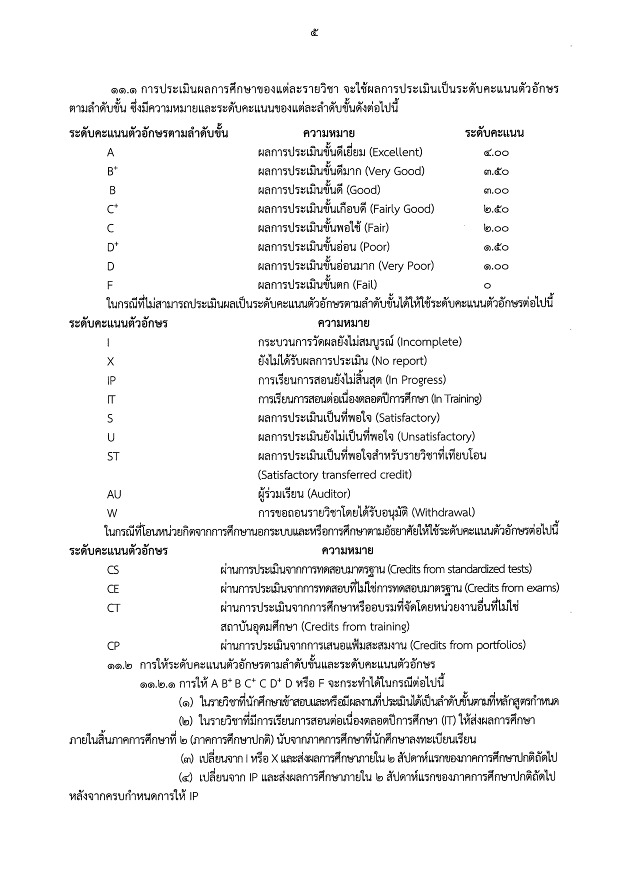 ๕
๑๑.๑ การประเมินผลการศึกษาของแต่ละรายวิชา จะใช้ผลการประเมินเป็นระดับคะแนนตัวอักษร
ตามลำดับขั้น ซึ่งมีความหมายและระดับคะแนนของแต่ละลำดับขั้นดังต่อไปนี้
ระดับคะแนนตัวอักษรตามลำดับขั้น ความหมาย ระดับคะแนน
A ผลการประเมินขั้นดีเยี่ยม (Excellent) ๔.๐๐
B⁺ ผลการประเมินขั้นดีมาก (Very Good) ๓.๕๐
B ผลการประเมินขั้นดี (Good) ๓.๐๐
C⁺ ผลการประเมินขั้นเกือบดี (Fairly Good) ๒.๕๐
C ผลการประเมินขั้นพอใช้ (Fair) ๒.๐๐
D⁺ ผลการประเมินขั้นอ่อน (Poor) ๑.๕๐
D ผลการประเมินขั้นอ่อนมาก (Very Poor) ๑.๐๐
F ผลการประเมินขั้นตก (Fail) ๐
ในกรณีที่ไม่สามารถประเมินผลเป็นระดับคะแนนตัวอักษรตามลำดับขั้นได้ให้ใช้ระดับคะแนนตัวอักษรต่อไปนี้
ระดับคะแนนตัวอักษร ความหมาย
I กระบวนการวัดผลยังไม่สมบูรณ์ (Incomplete)
X ยังไม่ได้รับผลการประเมิน (No report)
IP การเรียนการสอนยังไม่สิ้นสุด (In Progress)
IT การเรียนการสอนต่อเนื่องตลอดปีการศึกษา (In Training)
S ผลการประเมินเป็นที่พอใจ (Satisfactory)
U ผลการประเมินยังไม่เป็นที่พอใจ (Unsatisfactory)
ST ผลการประเมินเป็นที่พอใจสำหรับรายวิชาที่เทียบโอน
(Satisfactory transferred credit)
AU ผู้ร่วมเรียน (Auditor)
W การขอถอนรายวิชาโดยได้รับอนุมัติ (Withdrawal)
ในกรณีที่โอนหน่วยกิตจากการศึกษานอกระบบและหรือการศึกษาตามอัธยาศัยให้ใช้ระดับคะแนนตัวอักษรต่อไปนี้
ระดับคะแนนตัวอักษร ความหมาย
CS ผ่านการประเมินจากการทดสอบมาตรฐาน (Credits from standardized tests)
CE ผ่านการประเมินจากการทดสอบที่ไม่ใช่การทดสอบมาตรฐาน (Credits from exams)
CT ผ่านการประเมินจากการศึกษาหรืออบรมที่จัดโดยหน่วยงานอื่นที่ไม่ใช่
สถาบันอุดมศึกษา (Credits from training)
CP ผ่านการประเมินจากการเสนอแฟ้มสะสมงาน (Credits from portfolios)
๑๑.๒ การให้ระดับคะแนนตัวอักษรตามลำดับขั้นและระดับคะแนนตัวอักษร
๑๑.๒.๑ การให้ A B⁺ B C⁺ C D⁺ D หรือ F จะกระทำได้ในกรณีต่อไปนี้
(๑) ในรายวิชาที่นักศึกษาเข้าสอบและหรือมีผลงานที่ประเมินได้เป็นลำดับขั้นตามที่หลักสูตรกำหนด
(๒) ในรายวิชาที่มีการเรียนการสอนต่อเนื่องตลอดปีการศึกษา (IT) ให้ส่งผลการศึกษา
ภายในสิ้นภาคการศึกษาที่ ๒ (ภาคการศึกษาปกติ) นับจากภาคการศึกษาที่นักศึกษาลงทะเบียนเรียน
(๓) เปลี่ยนจาก I หรือ X และส่งผลการศึกษาภายใน ๒ สัปดาห์แรกของภาคการศึกษาปกติถัดไป
(๔) เปลี่ยนจาก IP และส่งผลการศึกษาภายใน ๒ สัปดาห์แรกของภาคการศึกษาปกติถัดไป
หลังจากครบกำหนดการให้ IP